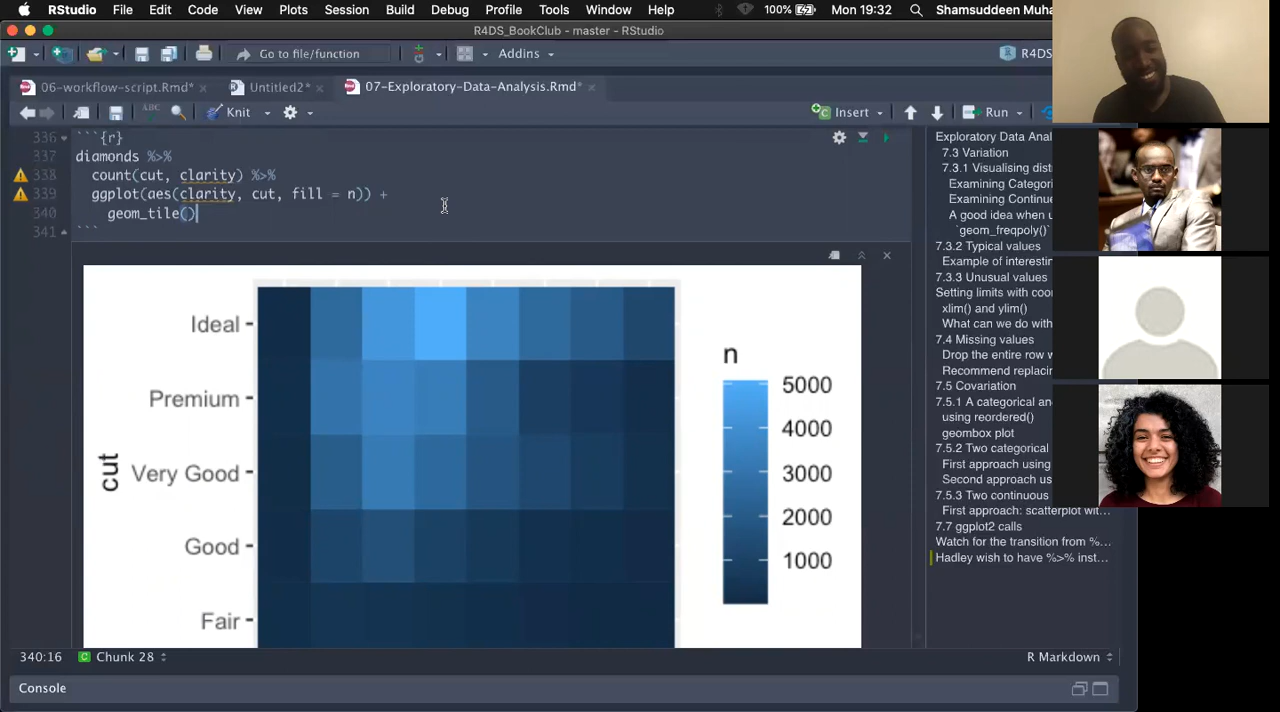 RStudio File Edit Code View Plots Session Build Debug Profile Tools Window Help 100% Mon 19:32 Shamsuddeen Muha
R4DS_BookClub - master - RStudio
Go to file/function Addins R4DS
06-workflow-script.Rmd* Untitled2* 07-Exploratory-Data-Analysis.Rmd*
ABC Knit Insert Run
336 ```{r}
337 diamonds %>%
338 count(cut, clarity) %>%
339 ggplot(aes(clarity, cut, fill = n)) +
340 geom_tile()
341 ```
Ideal
Premium
Very Good
Good
Fair
cut
n
5000
4000
3000
2000
1000
Exploratory Data Anal
7.3 Variation
7.3.1 Visualising dist
Examining Categori
Examining Continue
A good idea when u
`geom_freqpoly()`
7.3.2 Typical values
Example of interestin
7.3.3 Unusual values
Setting limits with coor
xlim() and ylim()
What can we do with
7.4 Missing values
Drop the entire row w
Recommend replacin
7.5 Covariation
7.5.1 A categorical an
using reordered()
geombox plot
7.5.2 Two categorical
First approach using
Second approach us
7.5.3 Two continuous
First approach: scatterplot wit...
7.7 ggplot2 calls
Watch for the transition from %...
Hadley wish to have %>% inst...
340:16 Chunk 28 R Markdown
Console